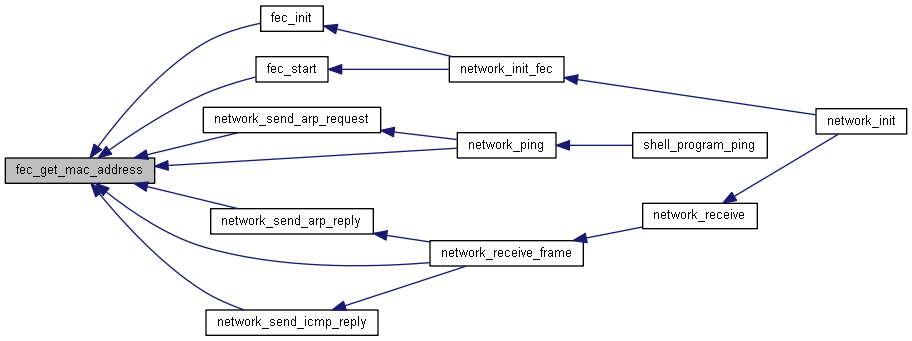 fec_init
fec_start
network_init_fec
network_send_arp_request
network_init
network_ping
shell_program_ping
fec_get_mac_address
network_send_arp_reply
network_receive
network_receive_frame
network_send_icmp_reply